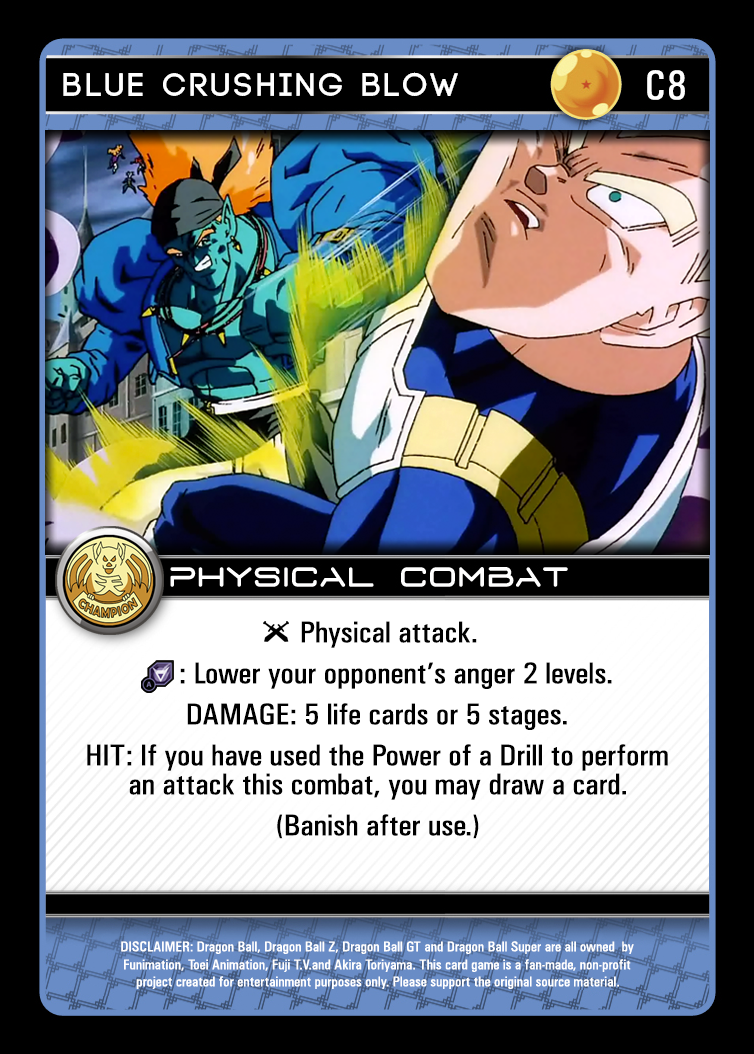 BLUE CRUSHING BLOW
C8
CHAMPION
PHYSICAL COMBAT
Physical attack.
A : Lower your opponent's anger 2 levels.
DAMAGE: 5 life cards or 5 stages.
HIT: If you have used the Power of a Drill to perform
an attack this combat, you may draw a card.
(Banish after use.)
DISCLAIMER: Dragon Ball, Dragon Ball Z, Dragon Ball GT and Dragon Ball Super are all owned by
Funimation, Toei Animation, Fuji T.V.and Akira Toriyama. This card game is a fan-made, non-profit
project created for entertainment purposes only. Please support the original source material.